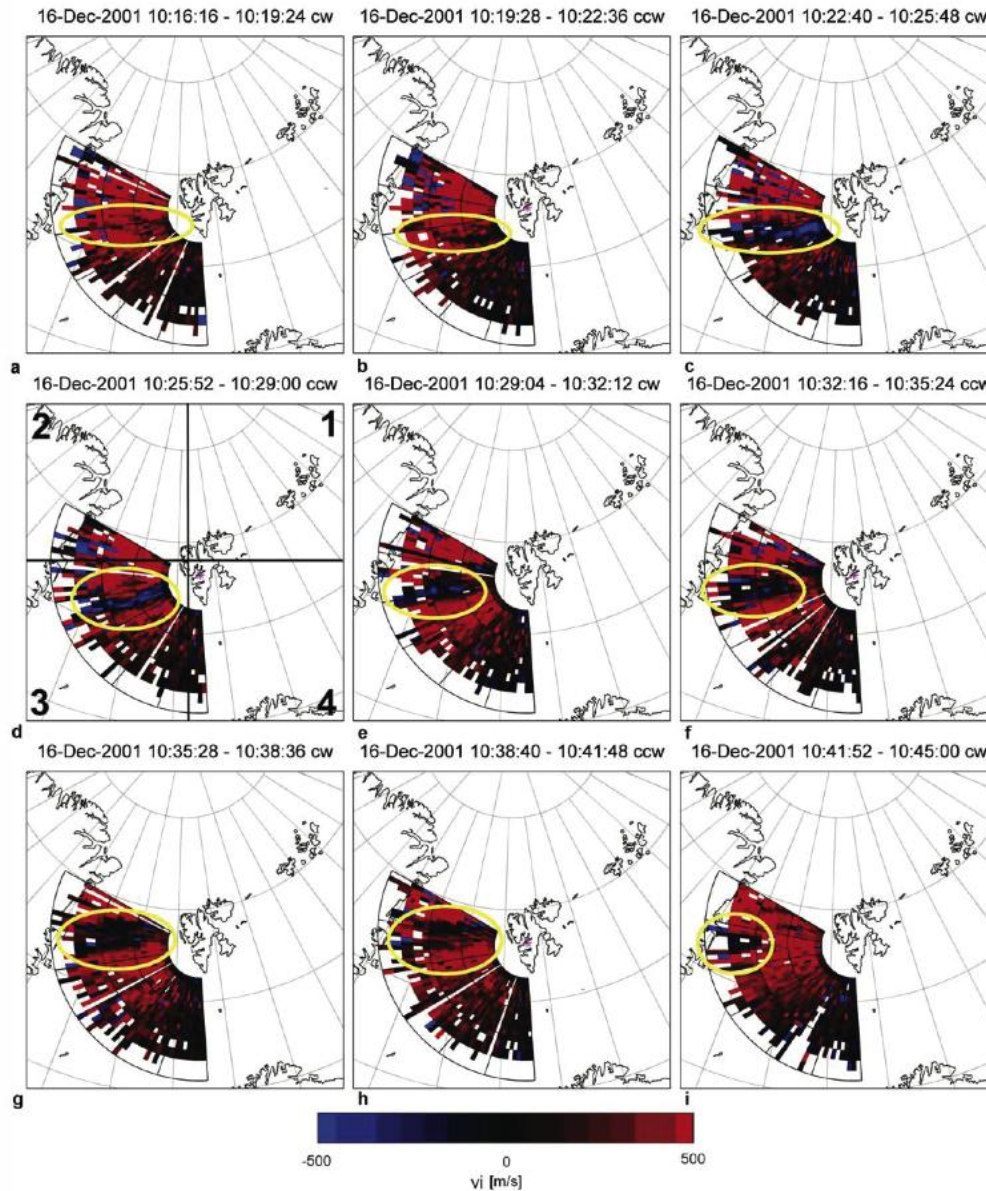 16-Dec-2001 10:16:16 - 10:19:24 cw
16-Dec-2001 10:19:28 - 10:22:36 ccw
16-Dec-2001 10:22:40 - 10:25:48 cw
a
b
c
16-Dec-2001 10:25:52 - 10:29:00 ccw
16-Dec-2001 10:29:04 - 10:32:12 cw
16-Dec-2001 10:32:16 - 10:35:24 ccw
2
1
3
4
d
e
f
16-Dec-2001 10:35:28 - 10:38:36 cw
16-Dec-2001 10:38:40 - 10:41:48 ccw
16-Dec-2001 10:41:52 - 10:45:00 cw
g
h
i
-500
0
500
vi [m/s]